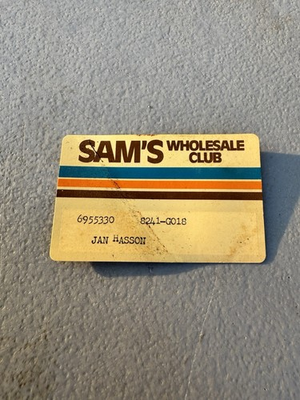 SAM'S WHOLESALE
CLUB
6955330 8241-G018
JAN HASSON